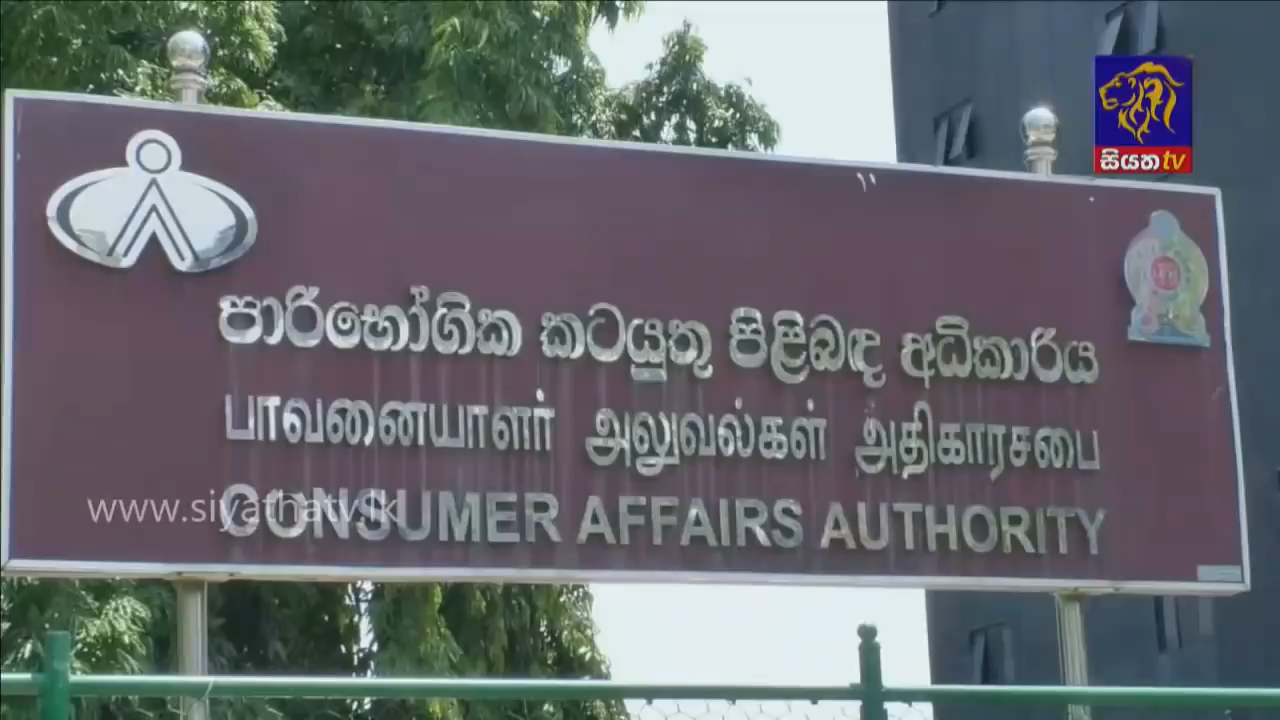 සියත tv
පාරිභෝගික කටයුතු පිළිබඳ අධිකාරිය
பாவனையாளர் அலுவல்கள் அதிகாரசபை
www.siyathatv.lk
CONSUMER AFFAIRS AUTHORITY